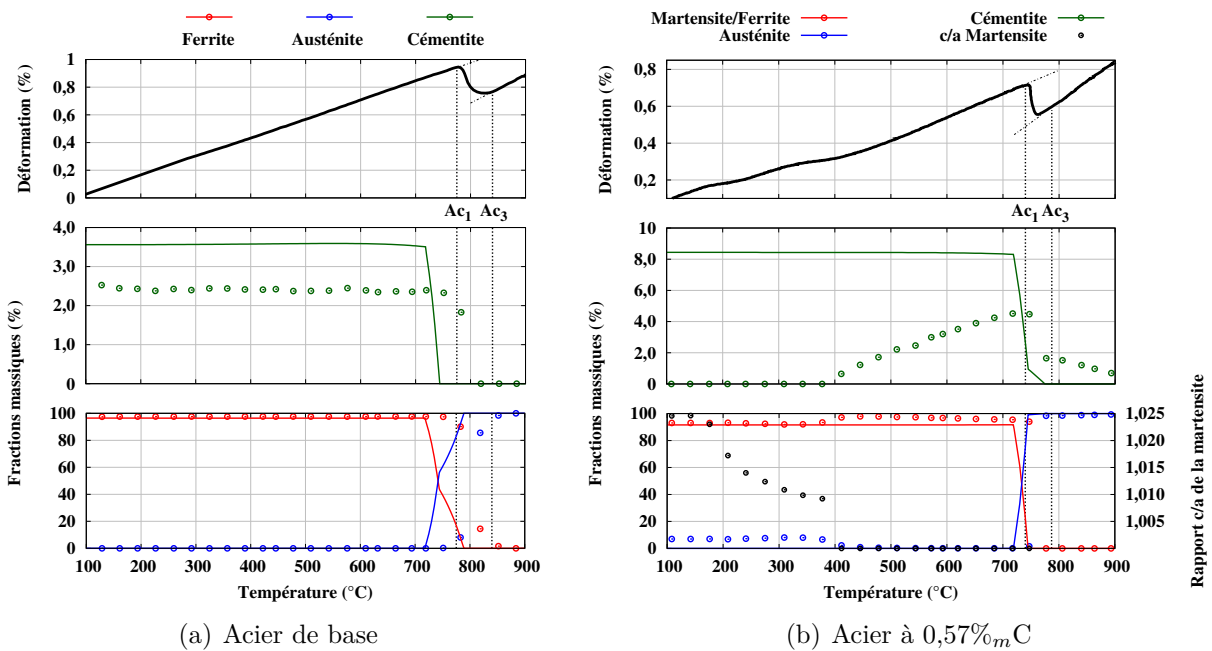 Ferrite
Austénite
Cémentite
Déformation (%)
1
0,8
0,6
0,4
0,2
0
Ac1
Ac3
Fractions massiques (%)
4,0
3,0
2,0
1,0
0
100
80
60
40
20
0
100 200 300 400 500 600 700 800 900
Température (°C)
(a) Acier de base
Martensite/Ferrite
Austénite
Cémentite
c/a Martensite
Déformation (%)
0,8
0,6
0,4
0,2
Ac1
Ac3
Fractions massiques (%)
10
8
6
4,0
2,0
0
100
80
60
40
20
0
1,025
1,020
1,010
1,005
Rapport c/a de la martensite
100 200 300 400 500 600 700 800 900
Température (°C)
(b) Acier à 0,57%mC